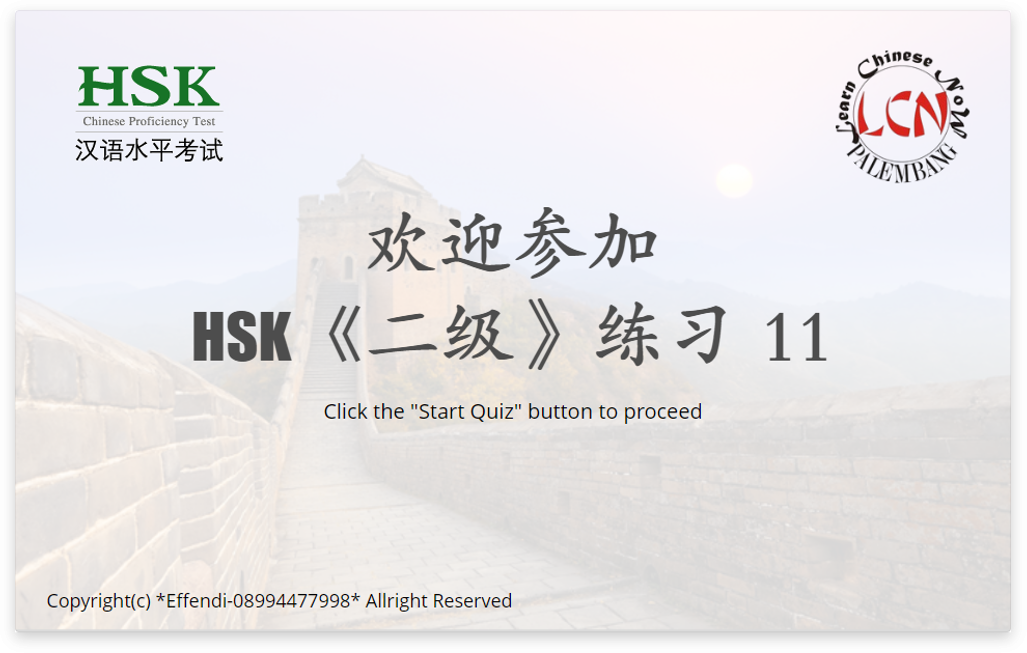 HSK
Chinese Proficiency Test
汉语水平考试
Learn Chinese NoW
LCN
PALEMBANG
欢迎参加
HSK《二级》练习 11
Click the "Start Quiz" button to proceed
Copyright(c) *Effendi-08994477998* Allright Reserved